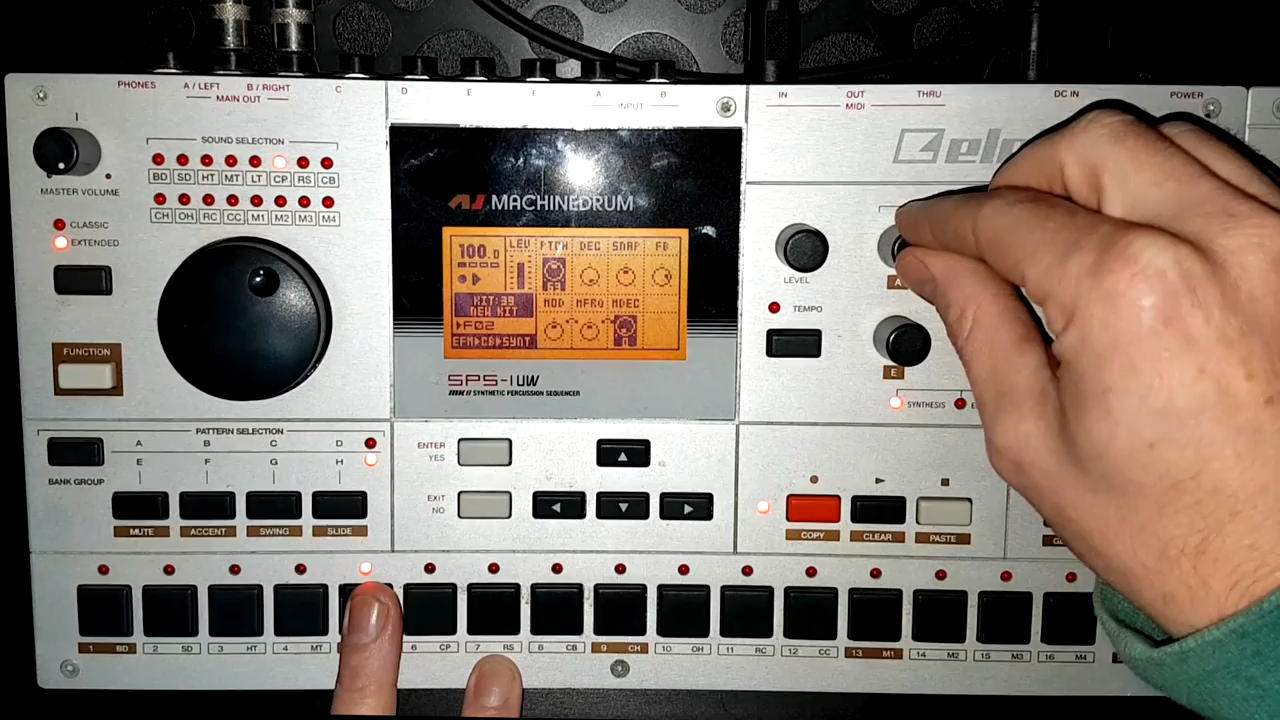 PHONES
A / LEFT
B / RIGHT
MAIN OUT
C
D
E
F
A
B
INPUT
IN
OUT
THRU
MIDI
DC IN
POWER
SOUND SELECTION
BD SD HT MT LT CP RS CB
CH OH RC CC M1 M2 M3 M4
MASTER VOLUME
CLASSIC
EXTENDED
FUNCTION
MACHINEDRUM
100.0
LEV PTCH DEC SNAP FB
MOD MFRQ MDEC
KIT:39
NEW KIT
F02
EFM CB SYNT
SPS-1UW
MKII SYNTHETIC PERCUSSION SEQUENCER
LEVEL
TEMPO
A
E
SYNTHESIS
PATTERN SELECTION
A B C D
E F G H
BANK GROUP
MUTE ACCENT SWING SLIDE
ENTER
YES
EXIT
NO
COPY CLEAR PASTE
1 BD
2 SD
3 HT
4 MT
6 CP
7 RS
8 CB
9 CH
10 OH
11 RC
12 CC
13 M1
14 M2
15 M3
16 M4